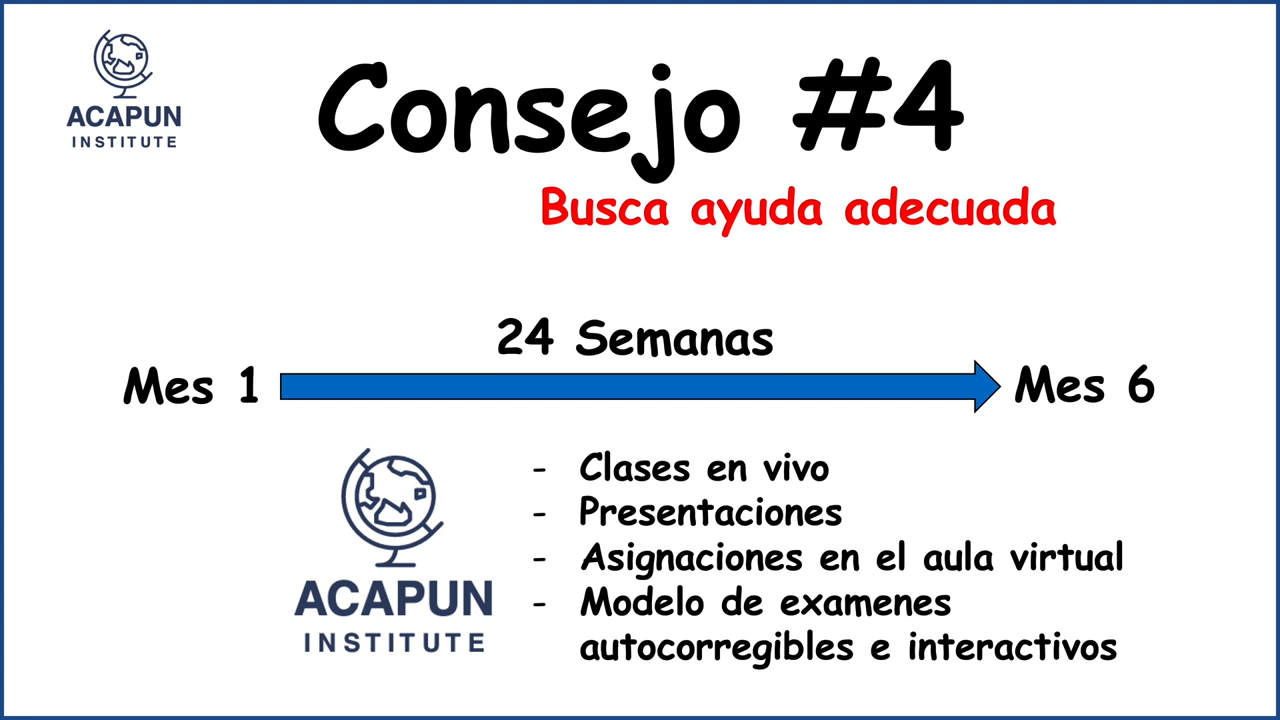 ACAPUN
INSTITUTE
Consejo #4
Busca ayuda adecuada
24 Semanas
Mes 1
Mes 6
ACAPUN
INSTITUTE
- Clases en vivo
- Presentaciones
- Asignaciones en el aula virtual
- Modelo de examenes
autocorregibles e interactivos